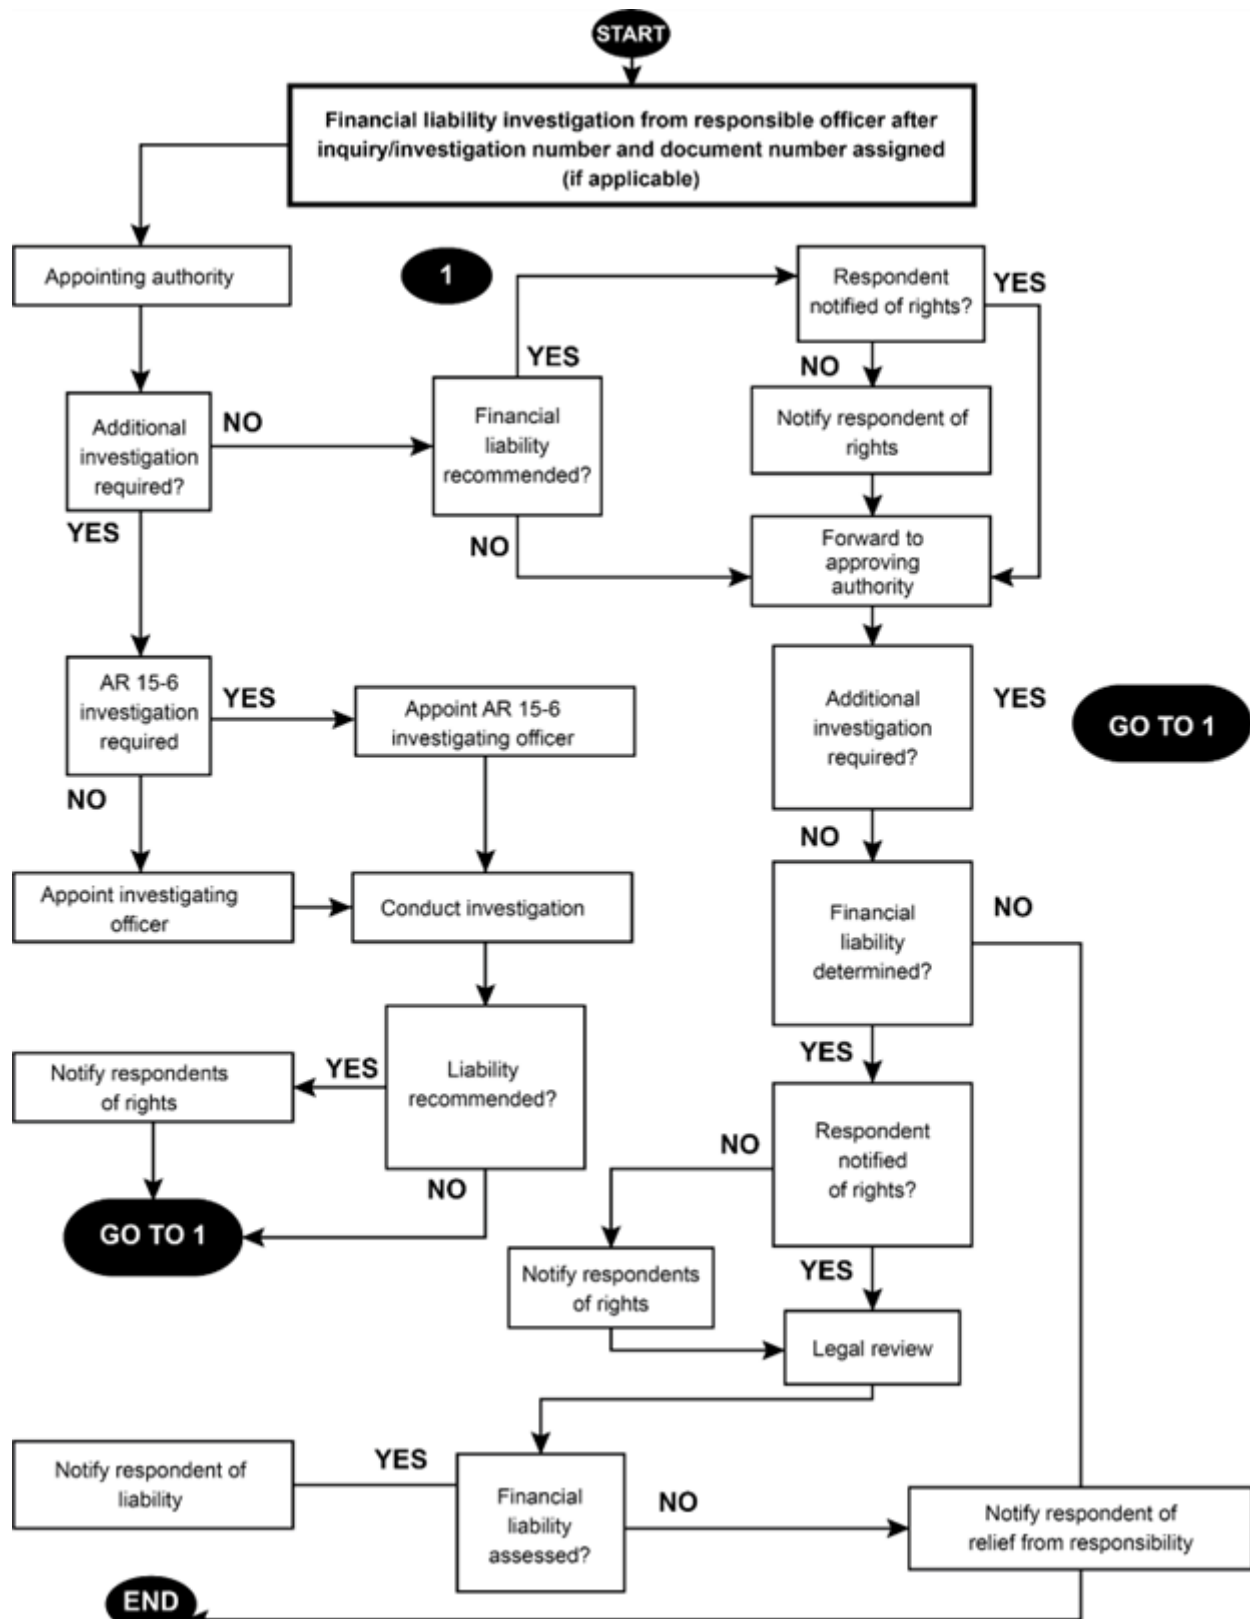 START
Financial liability investigation from responsible officer after
inquiry/investigation number and document number assigned
(if applicable)
Appointing authority
1
Respondent
notified of rights?
YES
YES
NO
Additional
investigation
required?
NO
Financial
liability
recommended?
Notify respondent of
rights
YES
NO
Forward to
approving
authority
AR 15-6
investigation
required
YES
Appoint AR 15-6
investigating officer
Additional
investigation
required?
YES
GO TO 1
NO
NO
Appoint investigating
officer
Conduct investigation
Financial
liability
determined?
NO
YES
Notify respondents
of rights
YES
Liability
recommended?
Respondent
notified
of rights?
NO
NO
GO TO 1
YES
Notify respondents
of rights
Legal review
Notify respondent of
liability
YES
Financial
liability
assessed?
NO
Notify respondent of
relief from responsibility
END